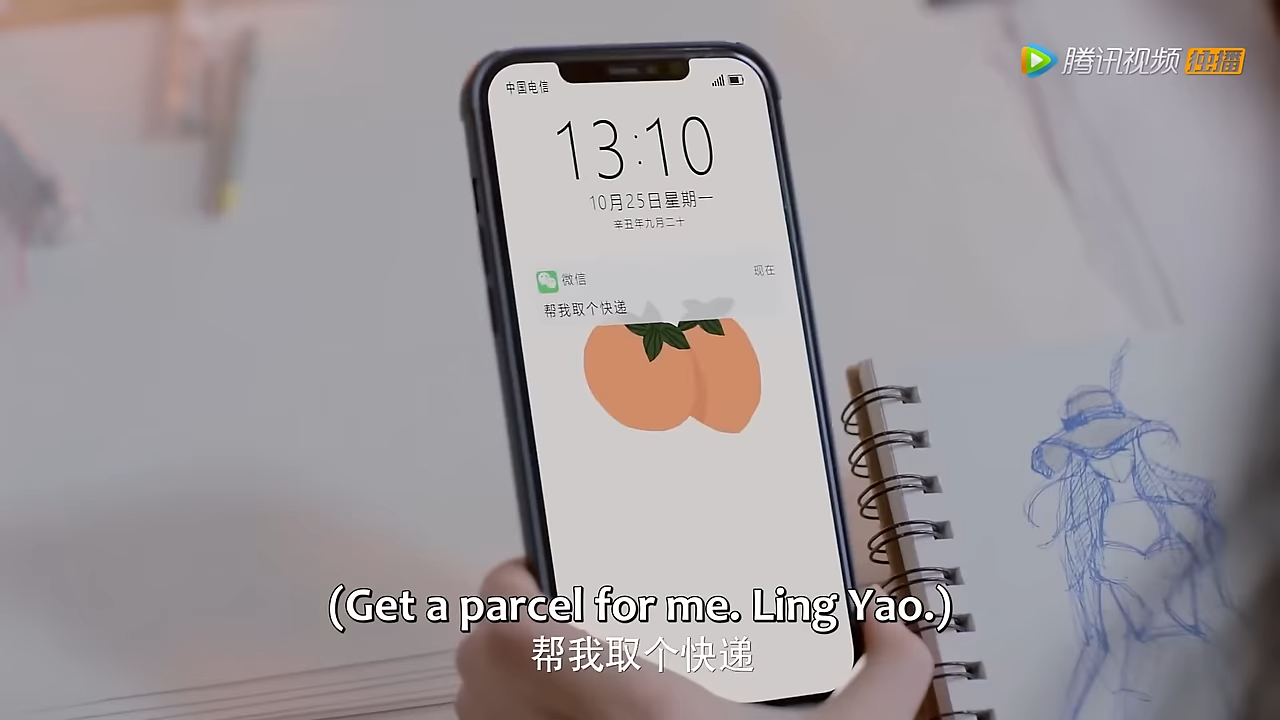 腾讯视频 独播
中国电信
13:10
10月25日星期一
辛丑年九月二十
微信 现在
帮我取个快递
(Get a parcel for me. Ling Yao.)
帮我取个快递